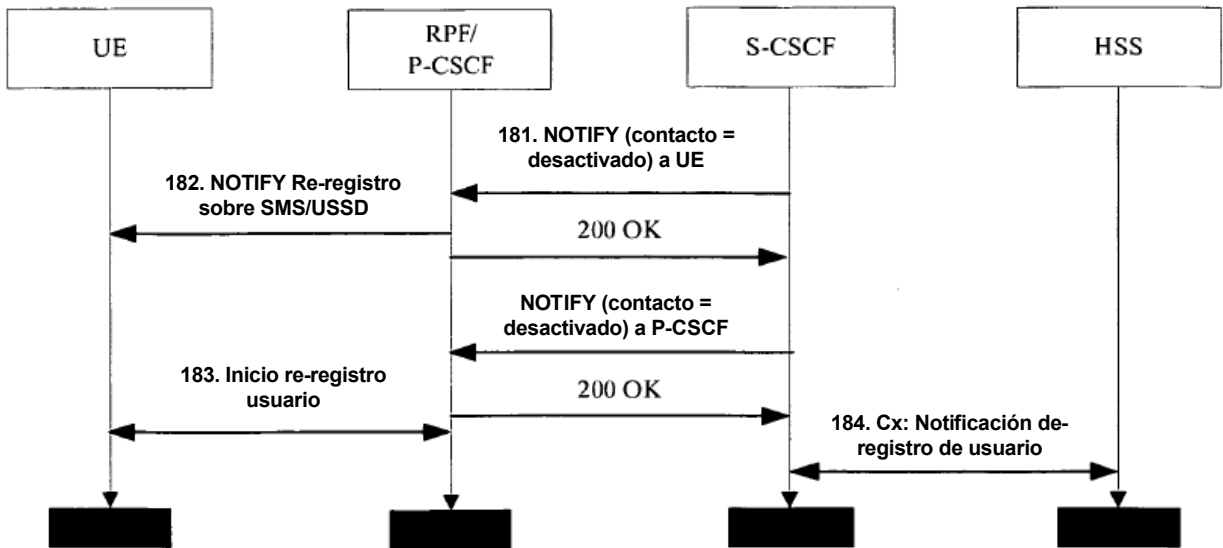 UE
RPF/
P-CSCF
S-CSCF
HSS
181. NOTIFY (contacto =
desactivado) a UE
182. NOTIFY Re-registro
sobre SMS/USSD
200 OK
NOTIFY (contacto =
desactivado) a P-CSCF
183. Inicio re-registro
usuario
200 OK
184. Cx: Notificación de-
registro de usuario